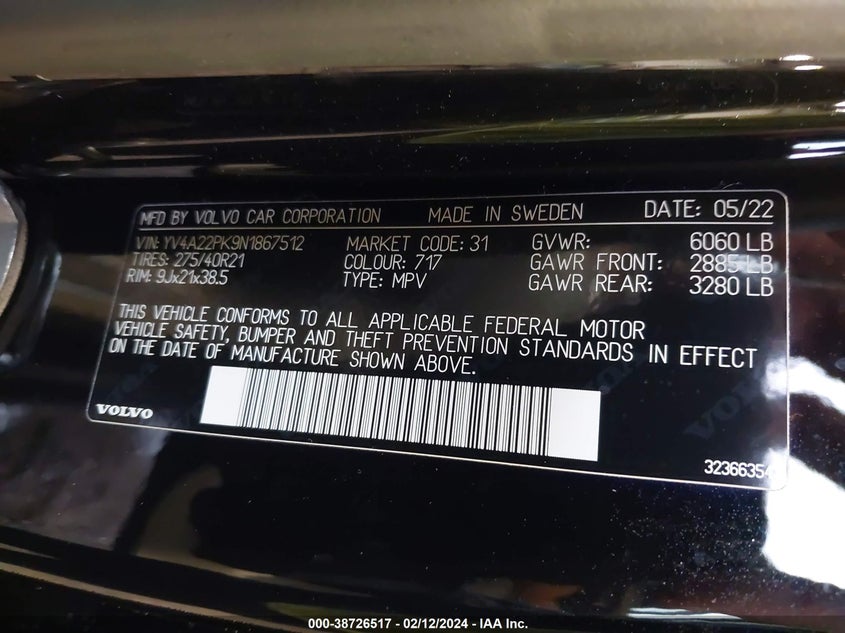 MFD BY VOLVO CAR CORPORATION MADE IN SWEDEN DATE: 05/22
VIN: YV4A22PK9N1867512 MARKET CODE: 31 GVWR: 6060 LB
TIRES: 275/40R21 COLOUR: 717 GAWR FRONT: 2885 LB
RIM: 9Jx21x38.5 TYPE: MPV GAWR REAR: 3280 LB
THIS VEHICLE CONFORMS TO ALL APPLICABLE FEDERAL MOTOR
VEHICLE SAFETY, BUMPER AND THEFT PREVENTION STANDARDS IN EFFECT
ON THE DATE OF MANUFACTURE SHOWN ABOVE.
VOLVO
32366354
000-38726517 - 02/12/2024 - IAA Inc.